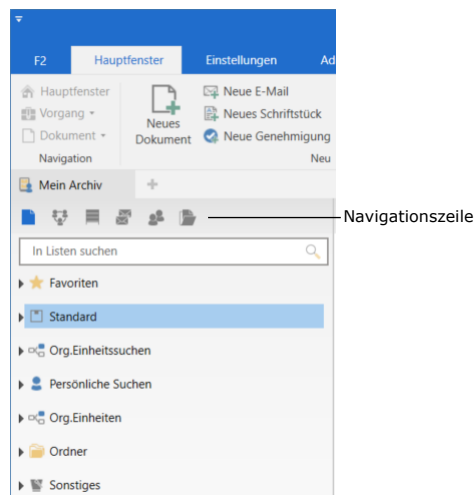 F2 Hauptfenster Einstellungen Ad
Hauptfenster
Vorgang
Dokument
Navigation
Neues
Dokument
Neue E-Mail
Neues Schriftstück
Neue Genehmigung
Neu
Mein Archiv +
Navigationszeile
In Listen suchen
Favoriten
Standard
Org.Einheitssuchen
Persönliche Suchen
Org.Einheiten
Ordner
Sonstiges